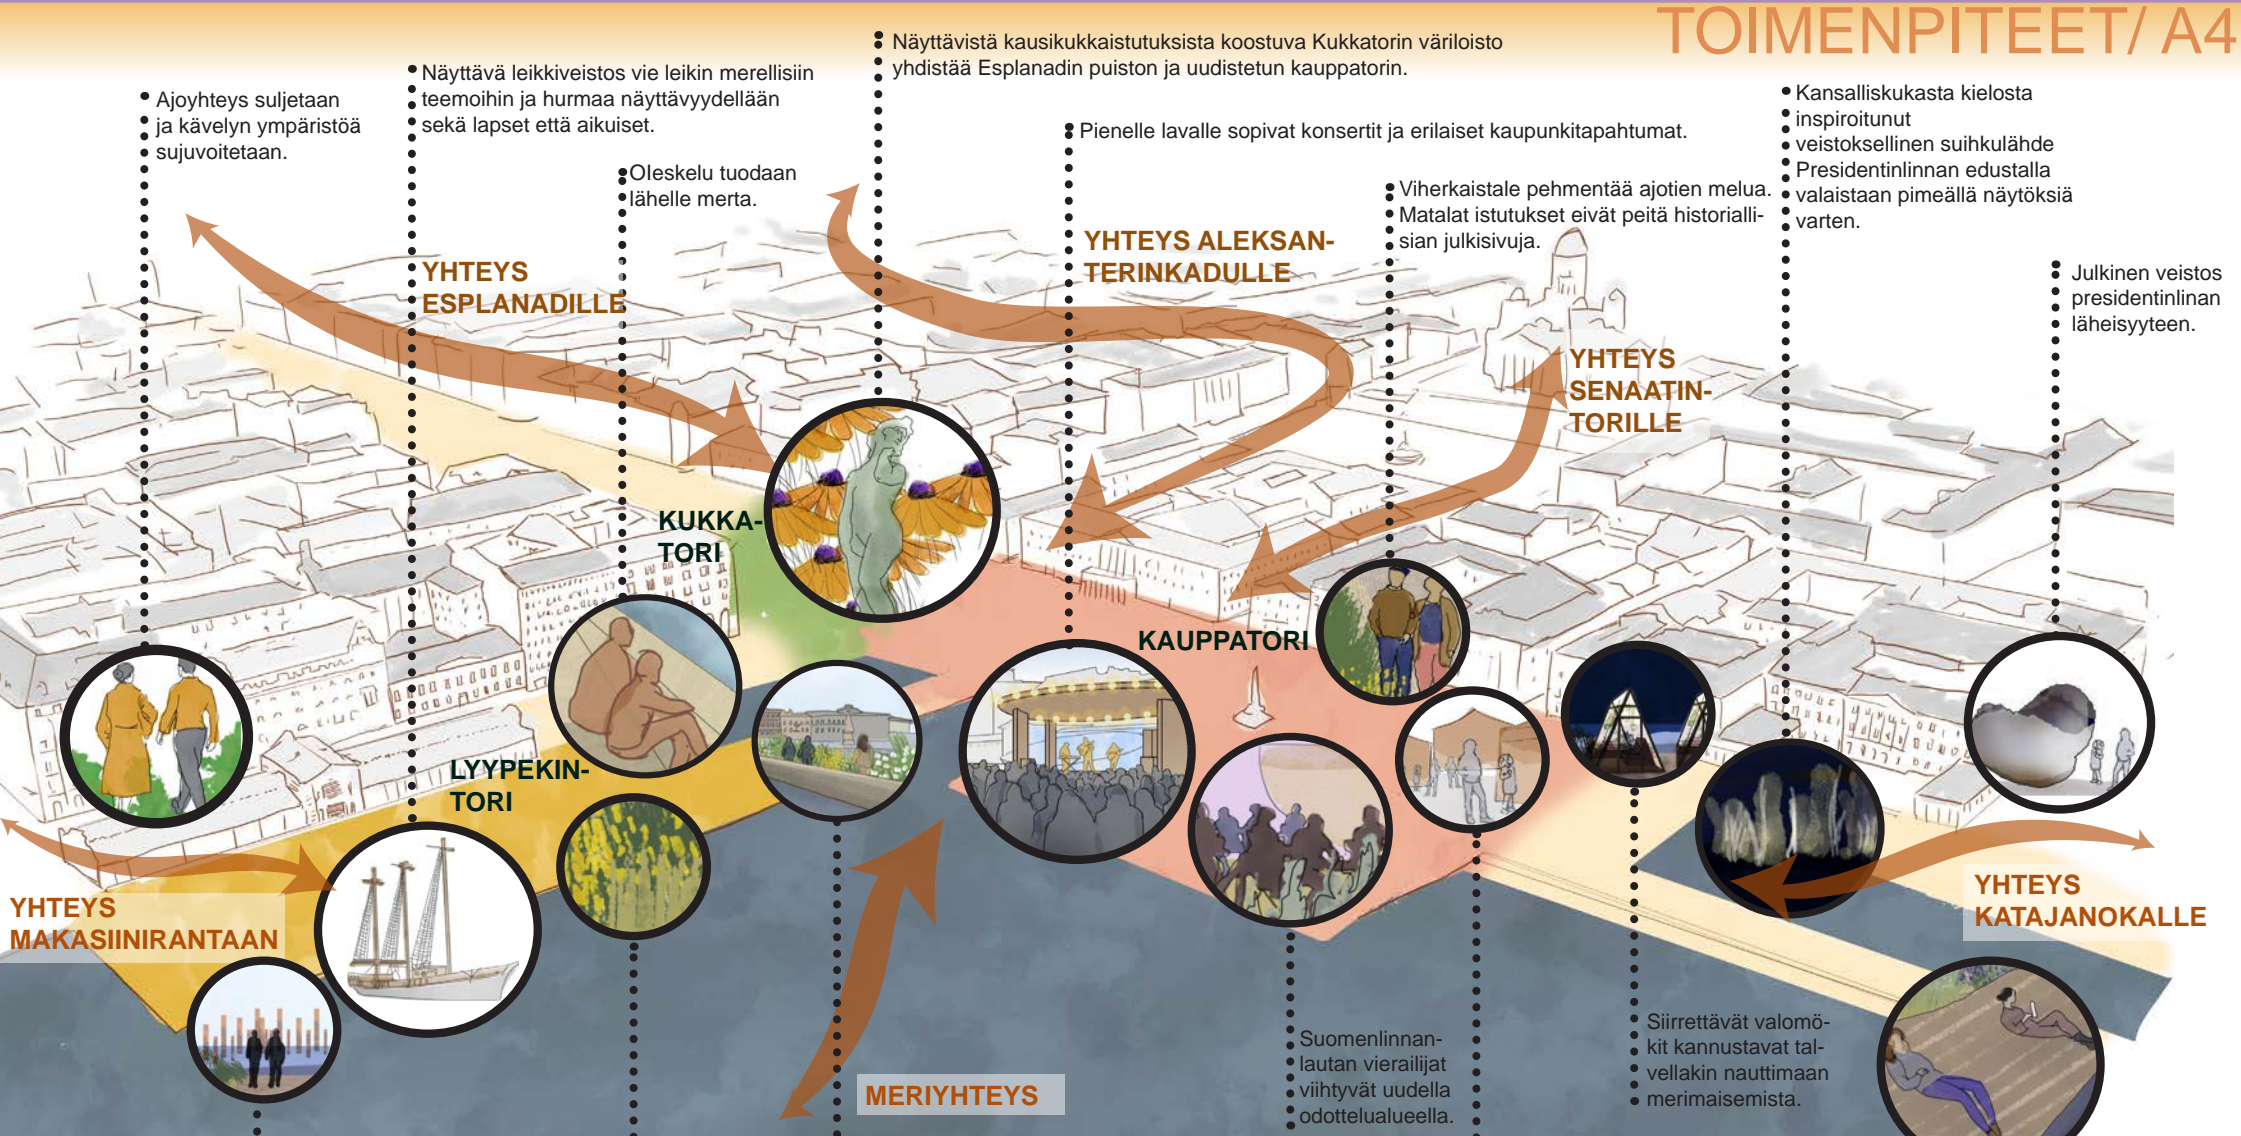 TOIMENPITEET/ A4
Näyttävistä kausikukkaistutuksista koostuva Kukkatorin väriloisto
yhdistää Esplanadin puiston ja uudistetun kauppatorin.
Näyttävä leikkiveistos vie leikin merellisiin
teemoihin ja hurmaa näyttävyydellään
sekä lapset että aikuiset.
Ajoyhteys suljetaan
ja kävelyn ympäristöä
sujuvoitetaan.
Oleskelu tuodaan
lähelle merta.
Pienelle lavalle sopivat konsertit ja erilaiset kaupunkitapahtumat.
Viherkaistale pehmentää ajotien melua.
Matalat istutukset eivät peitä historialli-
sian julkisivuja.
Kansalliskukasta kielosta
inspiroitunut
veistoksellinen suihkulähde
Presidentinlinnan edustalla
valaistaan pimeällä näytöksiä
varten.
Julkinen veistos
presidentinlinan
läheisyyteen.
YHTEYS
ESPLANADILLE
YHTEYS ALEKSAN-
TERINKADULLE
YHTEYS
SENAATIN-
TORILLE
KUKKA-
TORI
KAUPPATORI
LYYPEKIN-
TORI
YHTEYS
MAKASIINIRANTAAN
YHTEYS
KATAJANOKALLE
MERIYHTEYS
Suomenlinnan-
lautan vierailijat
viihtyvät uudella
odottelualueella.
Siirrettävät valomö-
kit kannustavat tal-
vellakin nauttimaan
merimaisemista.